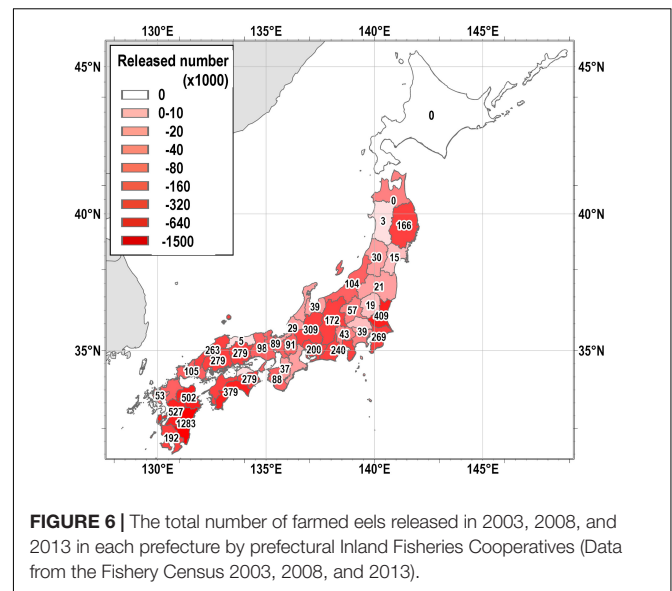 130°E 135°E 140°E 145°E
Released number
(x1000)
0
0-10
-20
-40
-80
-160
-320
-640
-1500
45°N 45°N
40°N 40°N
35°N 35°N
0
0
3 166
30 15
104 21
39 57 19 409
29 309 172 43 39 269
5 98 89 91 200 240
263 279 279
105 37
88
279
379
53 502
527
1283
192
130°E 135°E 140°E 145°E
FIGURE 6 | The total number of farmed eels released in 2003, 2008, and
2013 in each prefecture by prefectural Inland Fisheries Cooperatives (Data
from the Fishery Census 2003, 2008, and 2013).